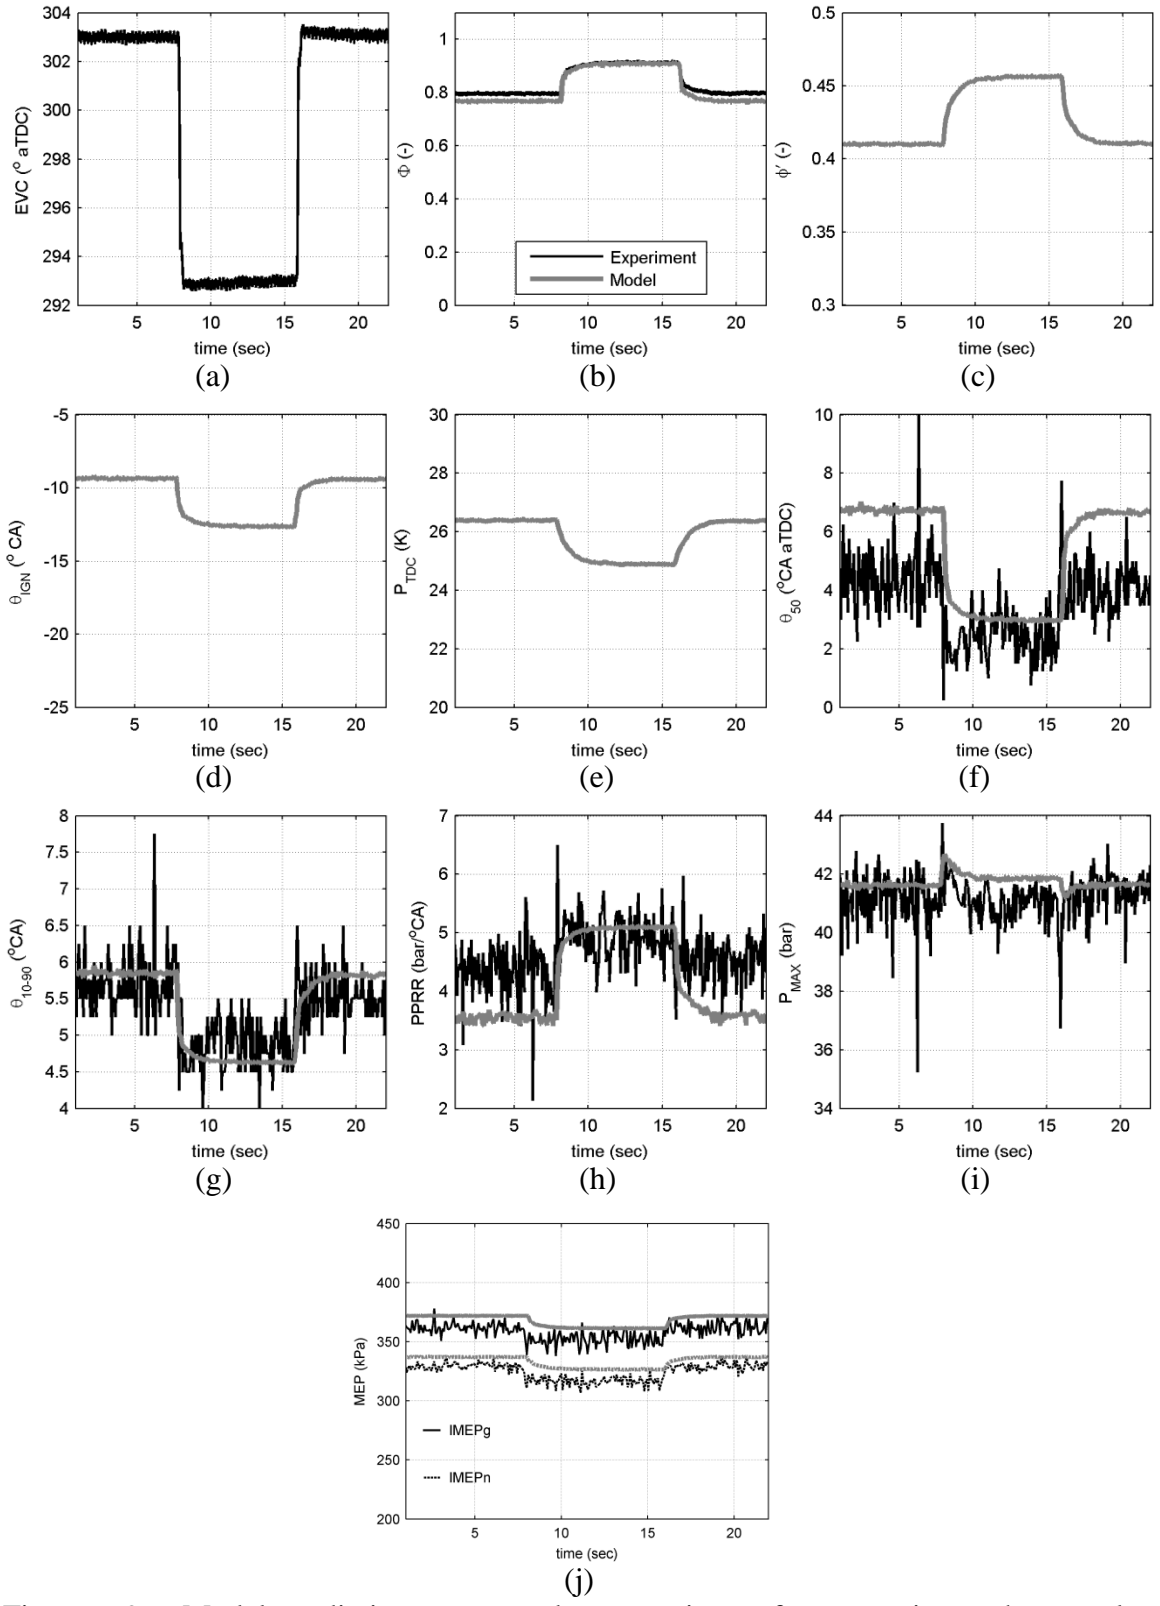 304
302
300
298
296
294
292
EVC (° aTDC)
5 10 15 20
time (sec)
(a)
1
0.8
0.6
0.4
0.2
0
Φ (-)
Experiment
Model
5 10 15 20
time (sec)
(b)
0.5
0.45
0.4
0.35
0.3
ϕ' (-)
5 10 15 20
time (sec)
(c)
-5
-10
-15
-20
-25
θIGN (° CA)
5 10 15 20
time (sec)
(d)
30
28
26
24
22
20
PTDC (K)
5 10 15 20
time (sec)
(e)
10
8
6
4
2
0
θ50 (°CA aTDC)
5 10 15 20
time (sec)
(f)
8
7.5
7
6.5
6
5.5
5
4.5
4
θ10-90 (°CA)
5 10 15 20
time (sec)
(g)
7
6
5
4
3
2
PPRR (bar/°CA)
5 10 15 20
time (sec)
(h)
44
42
40
38
36
34
PMAX (bar)
5 10 15 20
time (sec)
(i)
450
400
350
300
250
200
MEP (kPa)
IMEPg
IMEPn
5 10 15 20
time (sec)
(j)